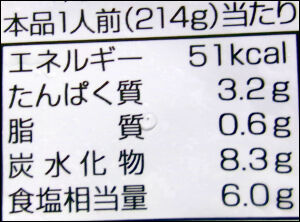 本品1人前(214g)当たり
エネルギー 51kcal
たんぱく質 3.2g
脂質 0.6g
炭水化物 8.3g
食塩相当量 6.0g